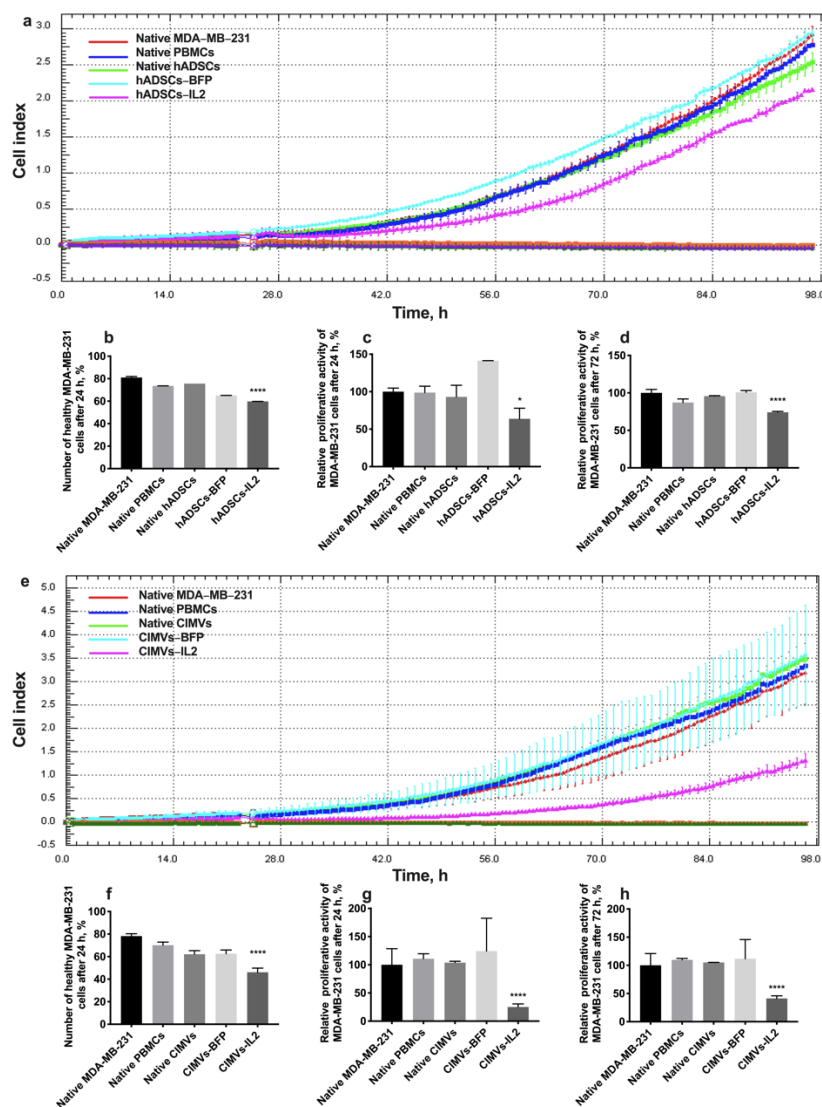 a
3.0
2.5
2.0
1.5
1.0
0.5
0.0
-0.5
Cell index
Native MDA–MB–231
Native PBMCs
Native hADSCs
hADSCs–BFP
hADSCs–IL2
0.0 14.0 28.0 42.0 56.0 70.0 84.0 98.0
Time, h
b
Number of healthy MDA-MB-231
cells after 24 h, %
100
80
60
40
20
0
****
Native MDA-MB-231
Native PBMCs
Native hADSCs
hADSCs-BFP
hADSCs-IL2
c
Relative proliferative activity of
MDA-MB-231 cells after 24 h, %
150
100
50
0
*
Native MDA-MB-231
Native PBMCs
Native hADSCs
hADSCs-BFP
hADSCs-IL2
d
Relative proliferative activity of
MDA-MB-231 cells after 72 h, %
150
100
50
0
****
Native MDA-MB-231
Native PBMCs
Native hADSCs
hADSCs-BFP
hADSCs-IL2
e
5.0
4.5
4.0
3.5
3.0
2.5
2.0
1.5
1.0
0.5
0.0
-0.5
Cell index
Native MDA–MB–231
Native PBMCs
Native CIMVs
CIMVs–BFP
CIMVs–IL2
0.0 14.0 28.0 42.0 56.0 70.0 84.0 98.0
Time, h
f
Number of healthy MDA-MB-231
cells after 24 h, %
100
80
60
40
20
0
****
Native MDA-MB-231
Native PBMCs
Native CIMVs
CIMVs-BFP
CIMVs-IL2
g
Relative proliferative activity of
MDA-MB-231 cells after 24 h, %
200
150
100
50
0
****
Native MDA-MB-231
Native PBMCs
Native CIMVs
CIMVs-BFP
CIMVs-IL2
h
Relative proliferative activity of
MDA-MB-231 cells after 72 h, %
200
150
100
50
0
****
Native MDA-MB-231
Native PBMCs
Native CIMVs
CIMVs-BFP
CIMVs-IL2